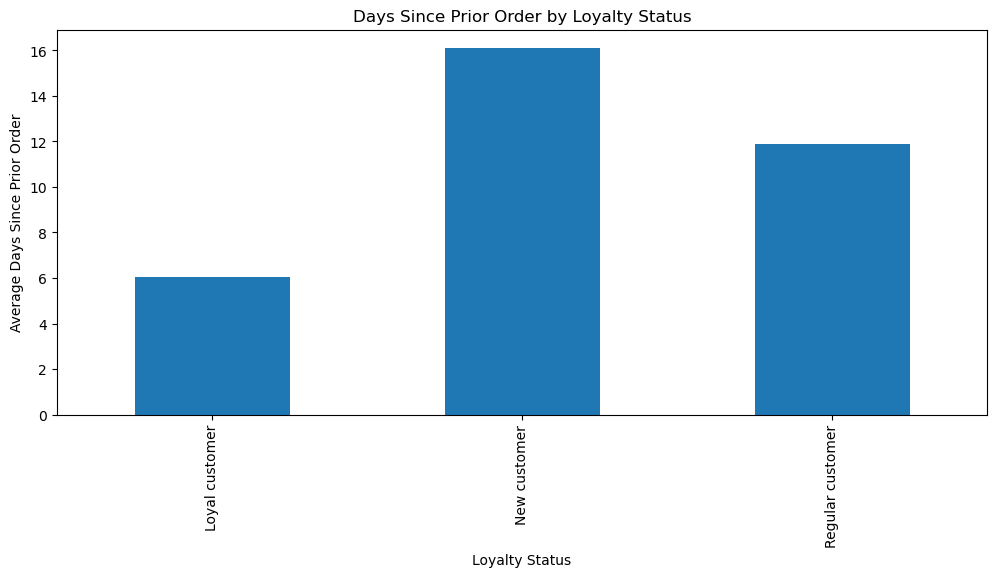 Days Since Prior Order by Loyalty Status
Average Days Since Prior Order
16
14
12
10
8
6
4
2
0
Loyal customer
New customer
Regular customer
Loyalty Status